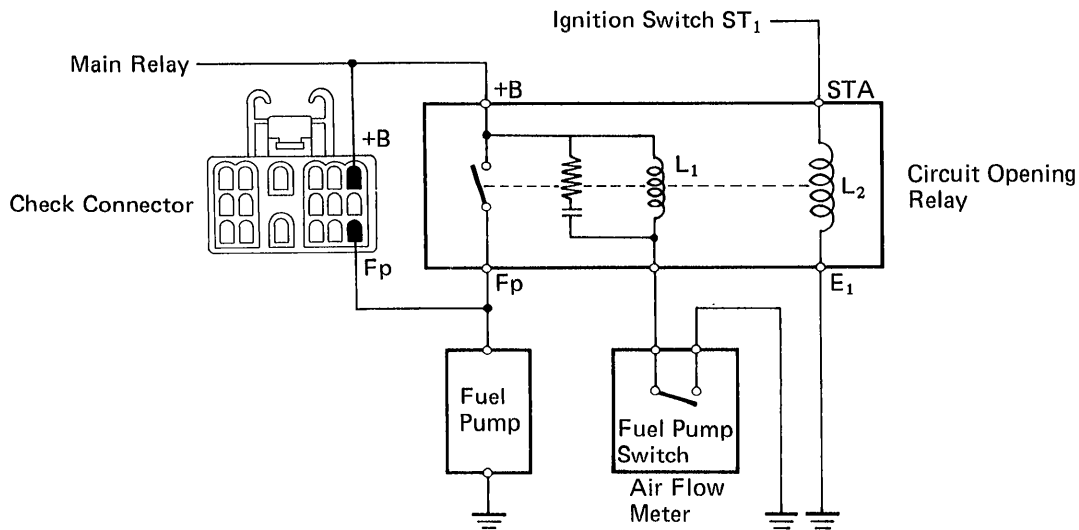 Ignition Switch ST₁
Main Relay
+B
STA
+B
L₁
L₂
Circuit Opening
Relay
Check Connector
Fp
Fp
E₁
Fuel
Pump
Fuel Pump
Switch
Air Flow
Meter